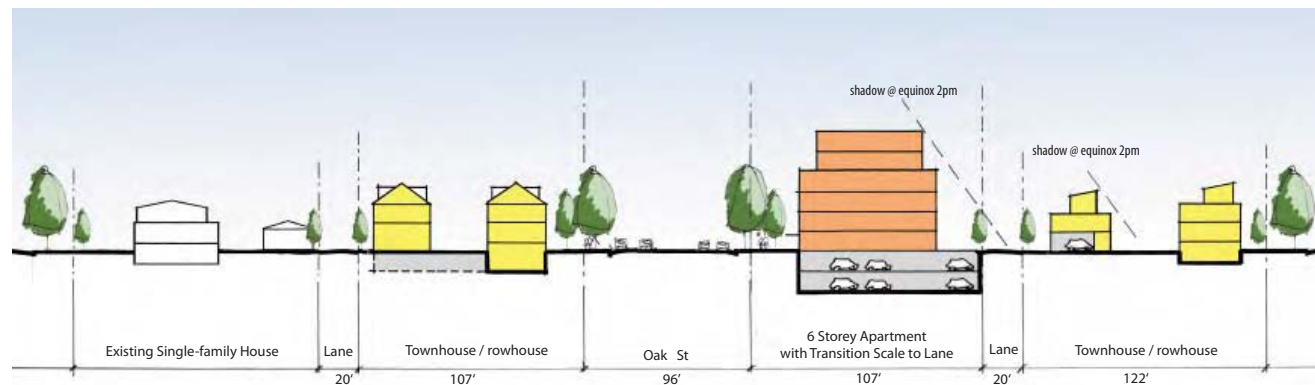 shadow @ equinox 2pm
shadow @ equinox 2pm
Existing Single-family House
Lane
Townhouse / rowhouse
Oak St
6 Storey Apartment
with Transition Scale to Lane
Lane
Townhouse / rowhouse
20'
107'
96'
107'
20'
122'